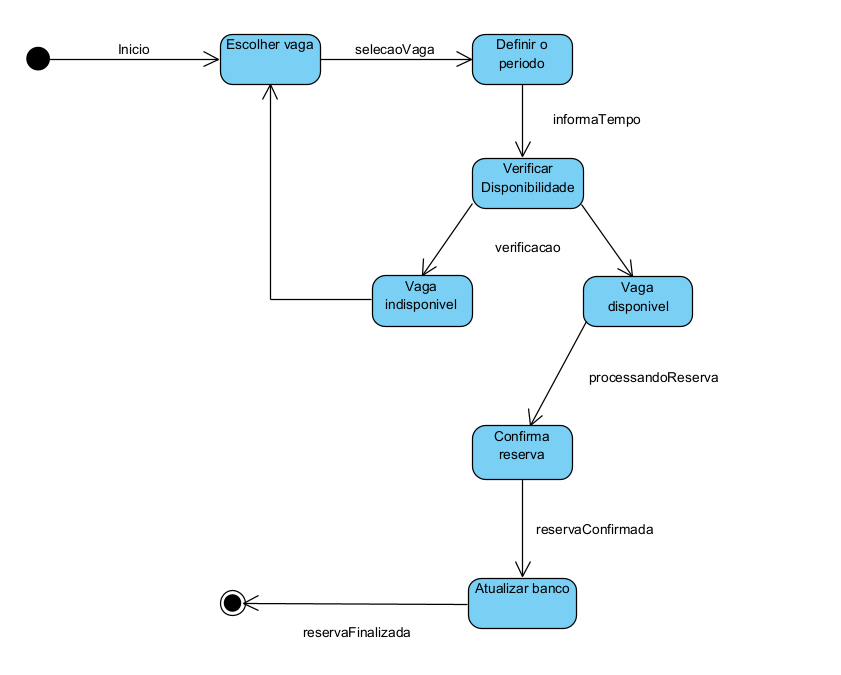 Inicio
Escolher vaga
selecaoVaga
Definir o
periodo
informaTempo
Verificar
Disponibilidade
verificacao
Vaga
indisponivel
Vaga
disponivel
processandoReserva
Confirma
reserva
reservaConfirmada
Atualizar banco
reservaFinalizada